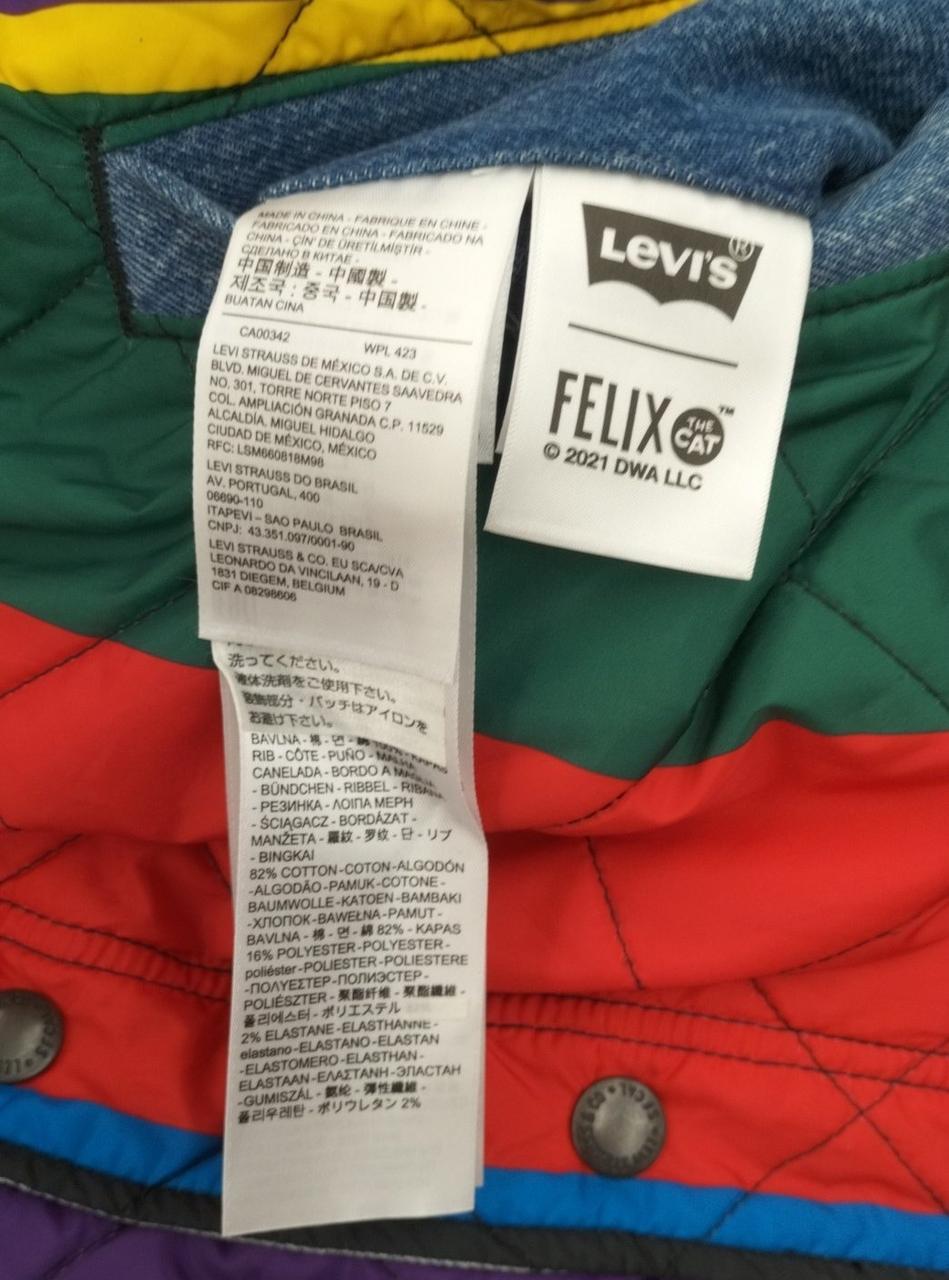 MADE IN CHINA - FABRIQUE EN CHINE -
FABRICADO EN CHINA - FABRICADO NA
CHINA - ÇİN' DE ÜRETİLMİŞTİR -
СДЕЛАНО В КИТАЕ -
中国制造 - 中國製 -
제조국 : 중국 - 中国製 -
BUATAN CINA
CA00342 WPL 423
LEVI STRAUSS DE MÉXICO S.A. DE C.V.
BLVD. MIGUEL DE CERVANTES SAAVEDRA
NO. 301, TORRE NORTE PISO 7
COL. AMPLIACIÓN GRANADA C.P. 11529
ALCALDÍA, MIGUEL HIDALGO
CIUDAD DE MÉXICO, MÉXICO
RFC: LSM660818M98
LEVI STRAUSS DO BRASIL
AV. PORTUGAL, 400
06690-110
ITAPEVI – SAO PAULO BRASIL
CNPJ: 43.351.097/0001-90
LEVI STRAUSS & CO. EU SCA/CVA
LEONARDO DA VINCILAAN, 19 - D
1831 DIEGEM, BELGIUM
CIF A 08298606
洗ってください。
液体洗剤をご使用下さい。
装飾部分・パッチはアイロンを
お避け下さい。
BAVLNA - 棉 - 면 - 綿 100% - KAPAS
RIB - CÔTE - PUÑO - MALHA
CANELADA - BORDO A MAGLIA
- BÜNDCHEN - RIBBEL - RIBANA
- РЕЗИНКА - ΛΟΙΠΑ ΜΕΡΗ
- ŚCIĄGACZ - BORDÁZAT -
MANŽETA - 羅紋 - 罗纹 - 단 - リブ
- BINGKAI
82% COTTON-COTON-ALGODÓN
-ALGODÃO-PAMUK-COTONE-
BAUMWOLLE-KATOEN-BAMBAKI
-ХЛОПОК-BAWEŁNA-PAMUT-
BAVLNA - 棉 - 면 - 綿 82% - KAPAS
16% POLYESTER-POLYESTER-
poliéster-POLIESTER-POLIESTERE
-ΠΟΛΥΕΣΤΕΡ-ПОЛИЭСТЕР-
POLIÉSZTER - 聚酯纤维 - 聚酯纖維 -
폴리에스터 - ポリエステル
2% ELASTANE-ELASTHANNE-
elastano-ELASTANO-ELASTAN
-ELASTOMERO-ELASTHAN-
ELASTAAN-ΕΛΑΣΤΑΝΗ-ЭЛАСТАН
-GUMISZÁL - 氨纶 - 彈性纖維 -
폴리우레탄 - ポリウレタン 2%
LEVI'S®
FELIX THE CAT™
© 2021 DWA LLC